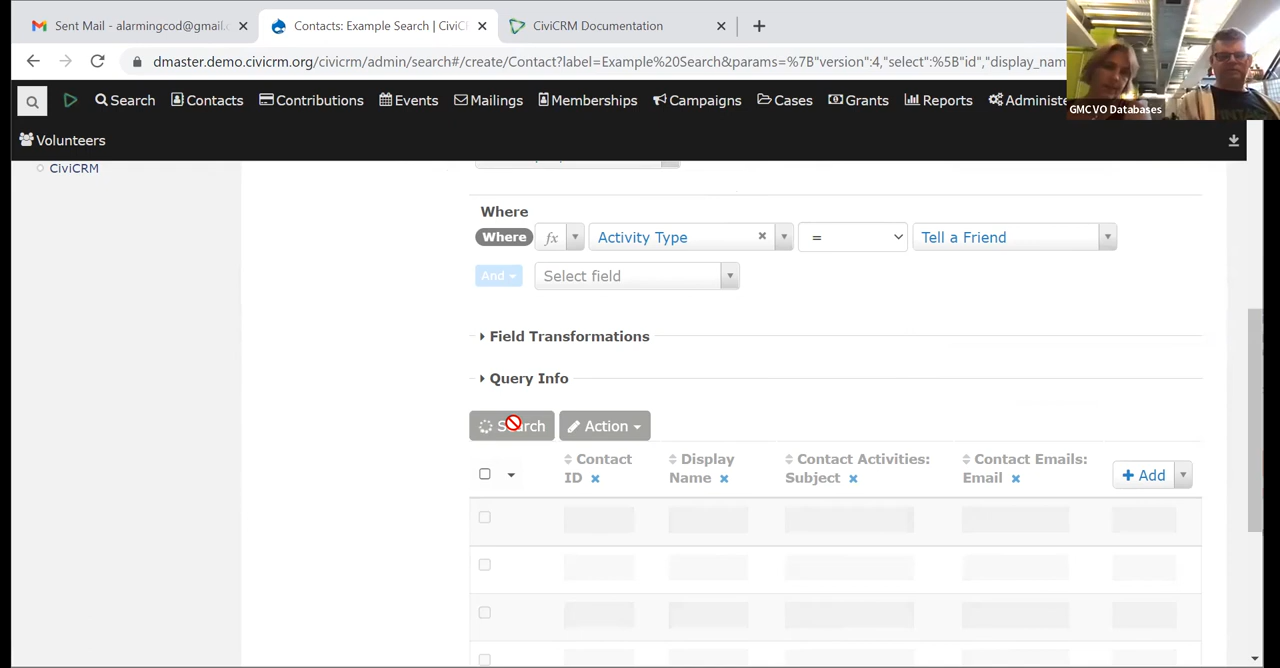 Sent Mail - alarmingcod@gmail.c
Contacts: Example Search | CiviC
CiviCRM Documentation
dmaster.demo.civicrm.org/civicrm/admin/search#/create/Contact?label=Example%20Search&params=%7B"version":4,"select":%5B"id","display_nam
GMCVO Databases
Search
Contacts
Contributions
Events
Mailings
Memberships
Campaigns
Cases
Grants
Reports
Administe
Volunteers
CiviCRM
Where
Where
fx
Activity Type
=
Tell a Friend
And
Select field
Field Transformations
Query Info
Search
Action
Contact ID
Display Name
Contact Activities: Subject
Contact Emails: Email
Add